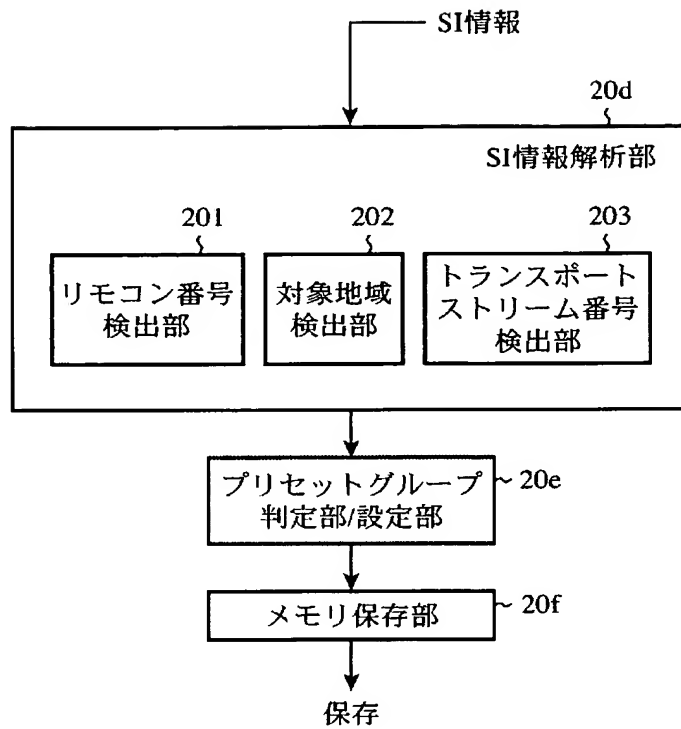 SI情報
20d
SI情報解析部
201
202
203
リモコン番号
検出部
対象地域
検出部
トランスポート
ストリーム番号
検出部
プリセットグループ
判定部/設定部
20e
メモリ保存部
20f
保存